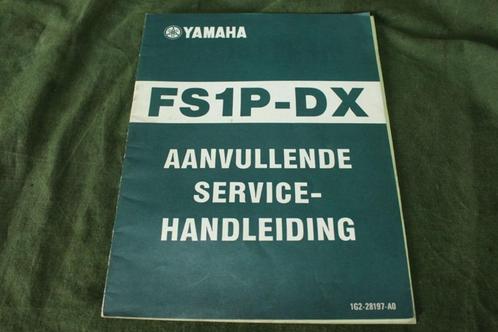 YAMAHA
FS1P-DX
AANVULLENDE
SERVICE-
HANDLEIDING
1G2-28197-A0